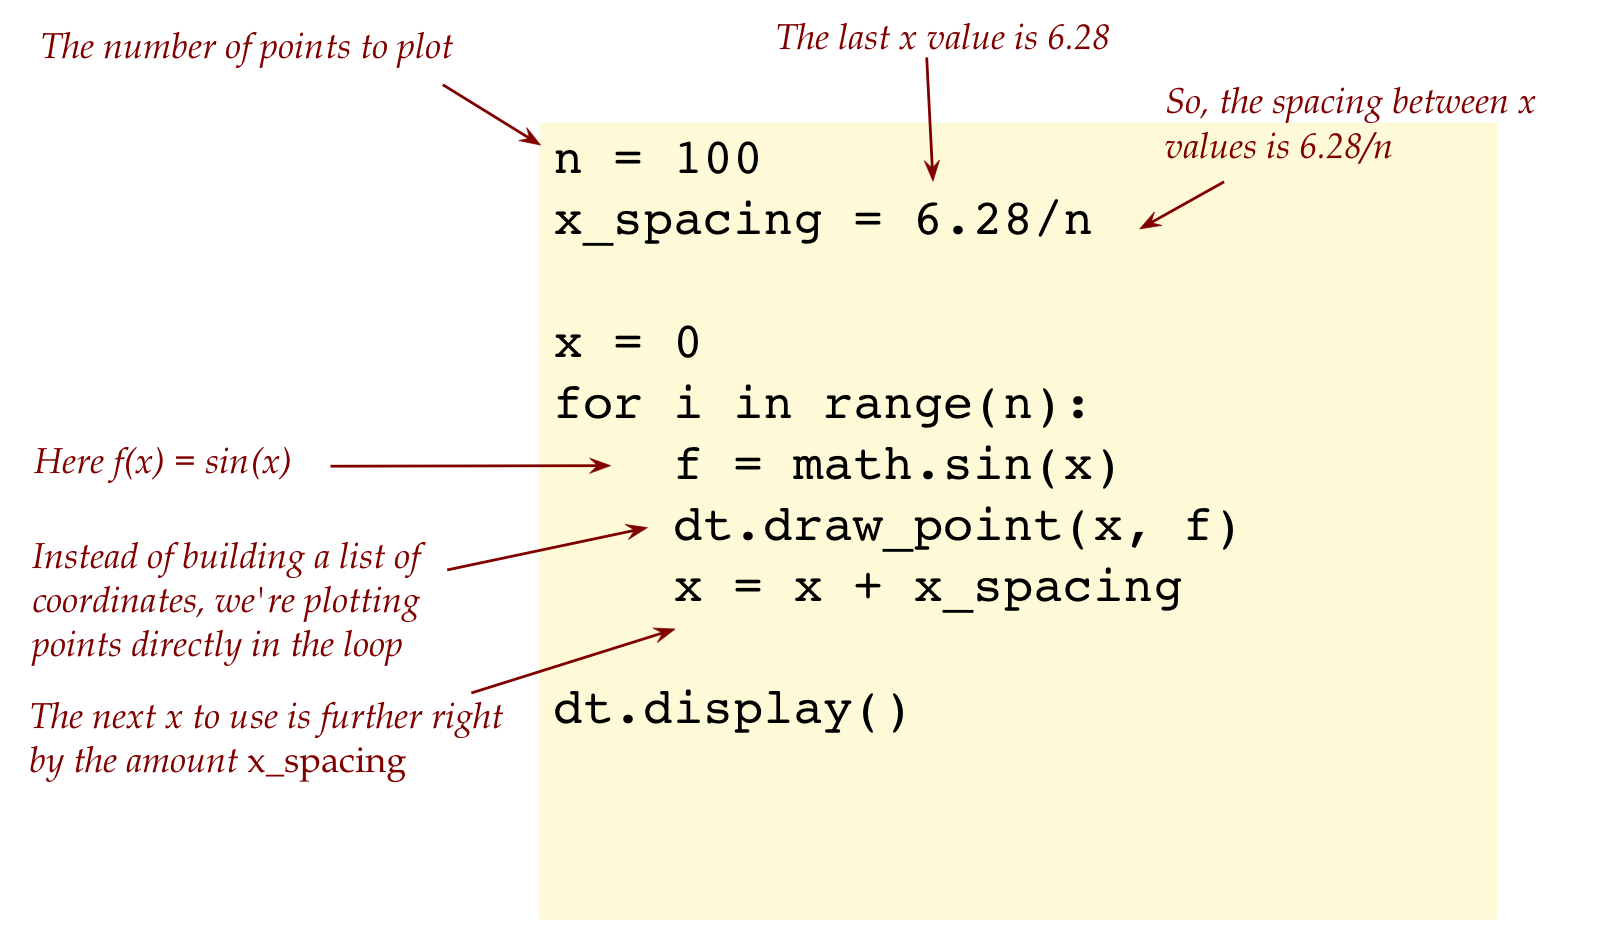 The number of points to plot
The last x value is 6.28
So, the spacing between x
values is 6.28/n
n = 100
x_spacing = 6.28/n
x = 0
for i in range(n):
    f = math.sin(x)
    dt.draw_point(x, f)
    x = x + x_spacing
dt.display()
Here f(x) = sin(x)
Instead of building a list of
coordinates, we're plotting
points directly in the loop
The next x to use is further right
by the amount x_spacing